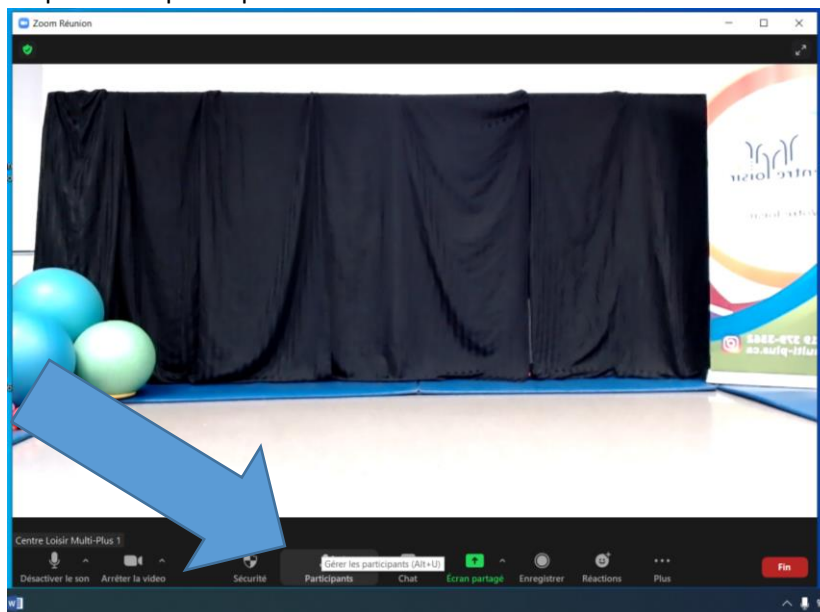 Zoom Réunion
Centre Loisir Multi-Plus 1
Gérer les participants (Alt+U)
Désactiver le son Arrêter la video Sécurité Participants Chat Écran partagé Enregistrer Réactions Plus Fin